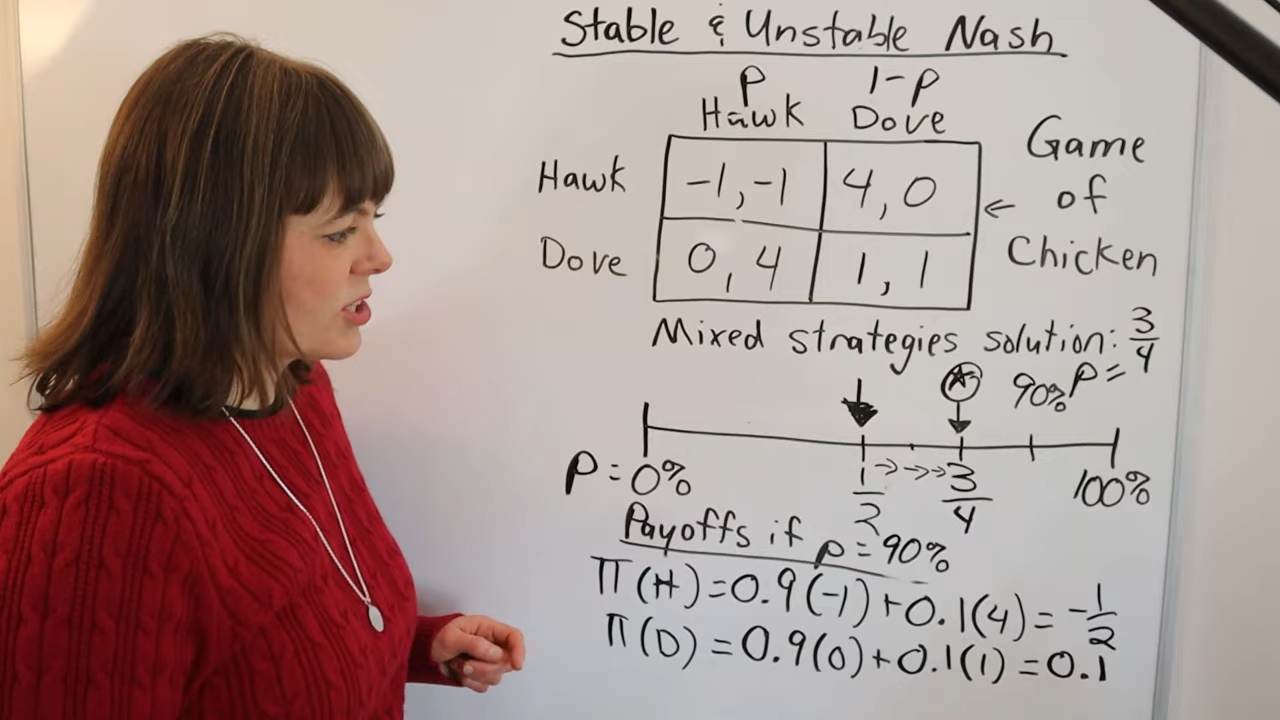 Stable & Unstable Nash
p 1-p
Hawk Dove
Hawk -1, -1 4, 0
Dove 0, 4 1, 1
← Game of Chicken
Mixed strategies solution: p = 3/4
90%
p = 0% 1/2 →→→ 3/4 100%
Payoffs if p = 90%
π(H) = 0.9(-1) + 0.1(4) = -1/2
π(D) = 0.9(0) + 0.1(1) = 0.1